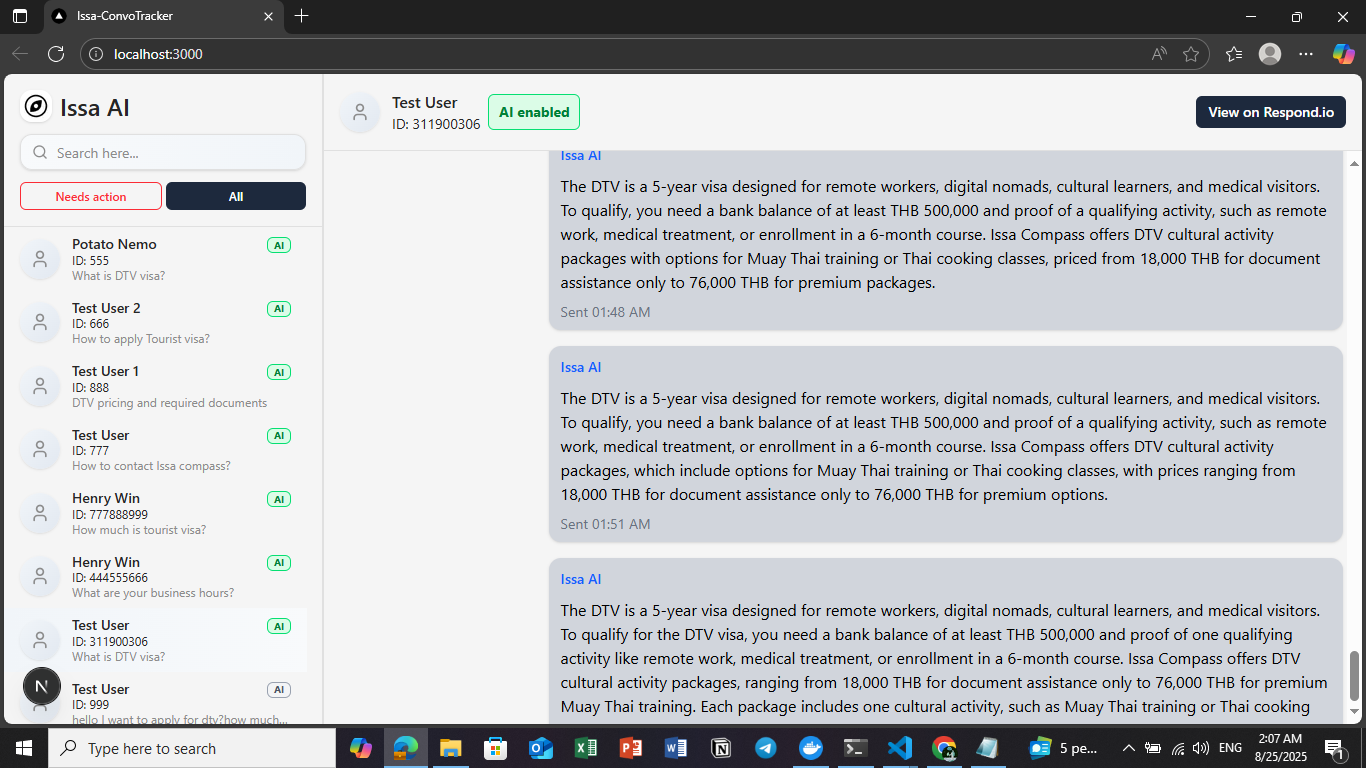 Issa-ConvoTracker
localhost:3000
Issa AI
Search here...
Needs action
All
Potato Nemo
AI
ID: 555
What is DTV visa?
Test User 2
AI
ID: 666
How to apply Tourist visa?
Test User 1
AI
ID: 888
DTV pricing and required documents
Test User
AI
ID: 777
How to contact Issa compass?
Henry Win
AI
ID: 777888999
How much is tourist visa?
Henry Win
AI
ID: 444555666
What are your business hours?
Test User
AI
ID: 311900306
What is DTV visa?
Test User
AI
ID: 999
hello I want to apply for dtv?how much...
N
Test User
ID: 311900306
AI enabled
View on Respond.io
Issa AI
The DTV is a 5-year visa designed for remote workers, digital nomads, cultural learners, and medical visitors.
To qualify, you need a bank balance of at least THB 500,000 and proof of a qualifying activity, such as remote
work, medical treatment, or enrollment in a 6-month course. Issa Compass offers DTV cultural activity
packages with options for Muay Thai training or Thai cooking classes, priced from 18,000 THB for document
assistance only to 76,000 THB for premium packages.
Sent 01:48 AM
Issa AI
The DTV is a 5-year visa designed for remote workers, digital nomads, cultural learners, and medical visitors.
To qualify, you need a bank balance of at least THB 500,000 and proof of a qualifying activity, such as remote
work, medical treatment, or enrollment in a 6-month course. Issa Compass offers DTV cultural activity
packages, which include options for Muay Thai training or Thai cooking classes, with prices ranging from
18,000 THB for document assistance only to 76,000 THB for premium options.
Sent 01:51 AM
Issa AI
The DTV is a 5-year visa designed for remote workers, digital nomads, cultural learners, and medical visitors.
To qualify for the DTV visa, you need a bank balance of at least THB 500,000 and proof of one qualifying
activity like remote work, medical treatment, or enrollment in a 6-month course. Issa Compass offers DTV
cultural activity packages, ranging from 18,000 THB for document assistance only to 76,000 THB for premium
Muay Thai training. Each package includes one cultural activity, such as Muay Thai training or Thai cooking
Type here to search
5 pe...
ENG
2:07 AM
8/25/2025
1